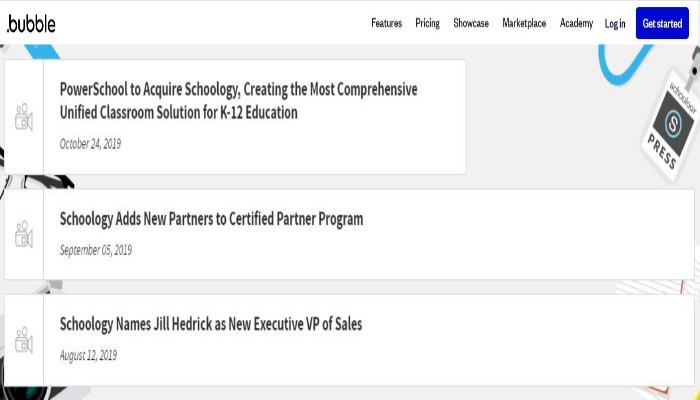 .bubble
Features Pricing Showcase Marketplace Academy Log in Get started
PowerSchool to Acquire Schoology, Creating the Most Comprehensive
Unified Classroom Solution for K-12 Education
October 24, 2019
schoology
S
PRESS
Schoology Adds New Partners to Certified Partner Program
September 05, 2019
Schoology Names Jill Hedrick as New Executive VP of Sales
August 12, 2019